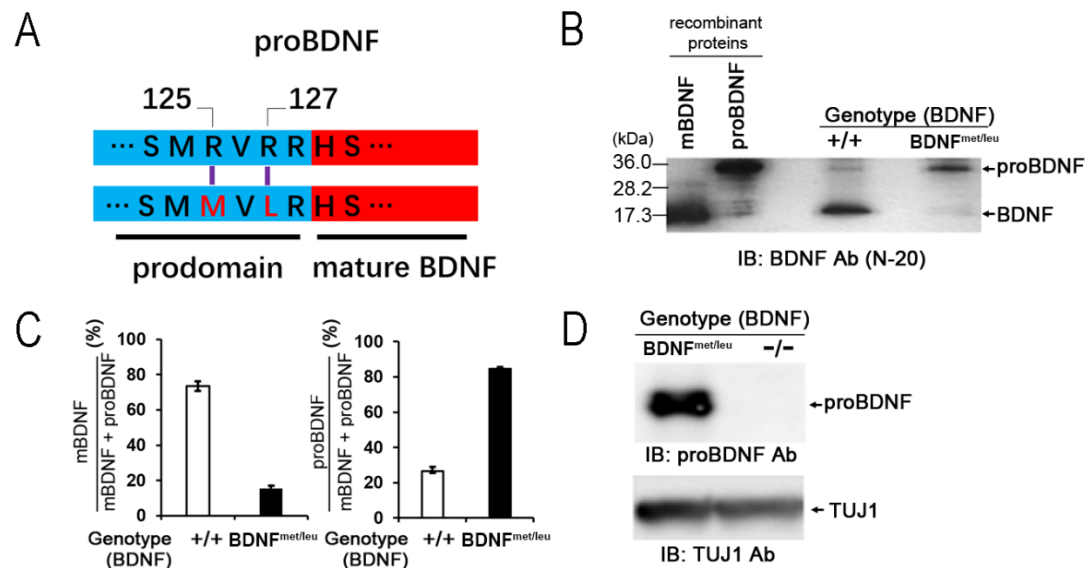 A
proBDNF
125 127
··· S M R V R R H S ···
··· S M M V L R H S ···
prodomain mature BDNF
B
recombinant
proteins
mBDNF
proBDNF
Genotype (BDNF)
(kDa) +/+ BDNFmet/leu
36.0 proBDNF
28.2
17.3 BDNF
IB: BDNF Ab (N-20)
C
mBDNF
mBDNF + proBDNF
(%)
100
80
60
40
20
0
Genotype +/+ BDNFmet/leu
(BDNF)
proBDNF
mBDNF + proBDNF
(%)
100
80
60
40
20
0
Genotype +/+ BDNFmet/leu
(BDNF)
D
Genotype (BDNF)
BDNFmet/leu -/-
proBDNF
IB: proBDNF Ab
TUJ1
IB: TUJ1 Ab